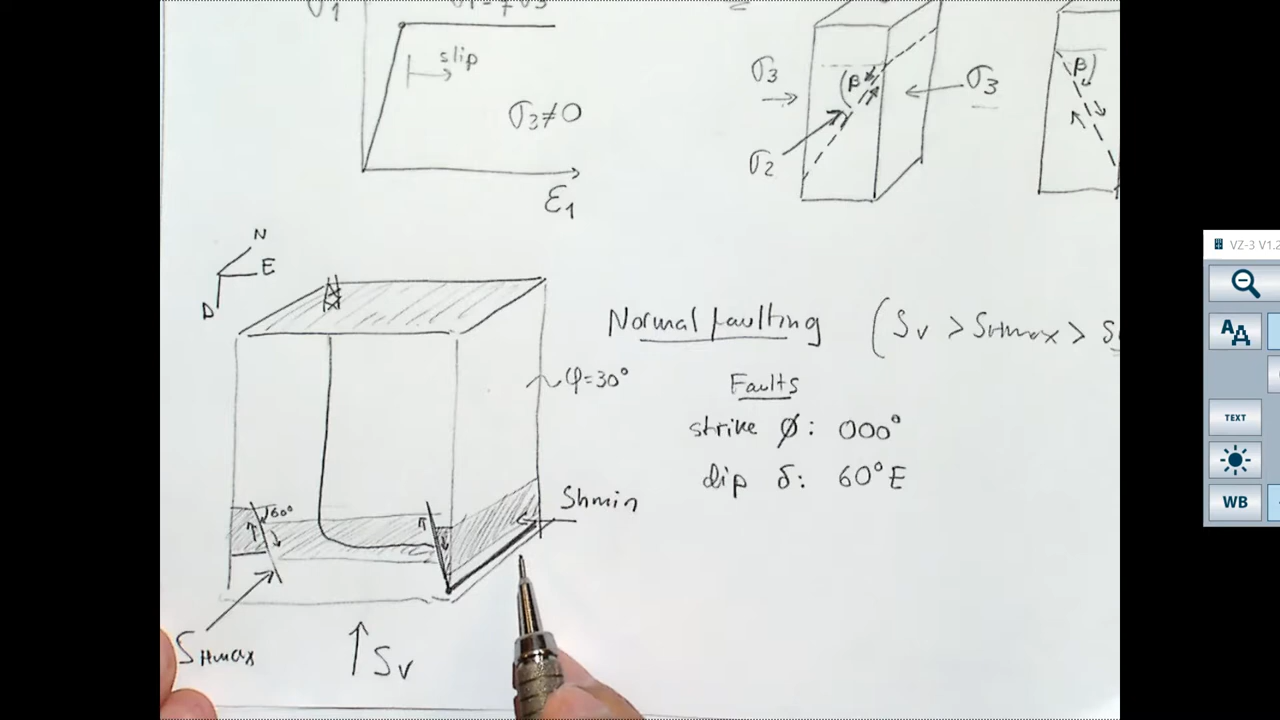 σ1
slip
σ3≠0
ε1
σ3
β
σ3
σ2
β
N
E
D
Normal faulting (Sv > SHmax > S
φ=30°
Faults
strike ϕ: 000°
dip δ: 60°E
Shmin
60°
SHmax
Sv
VZ-3 V1.2
AA
TEXT
WB